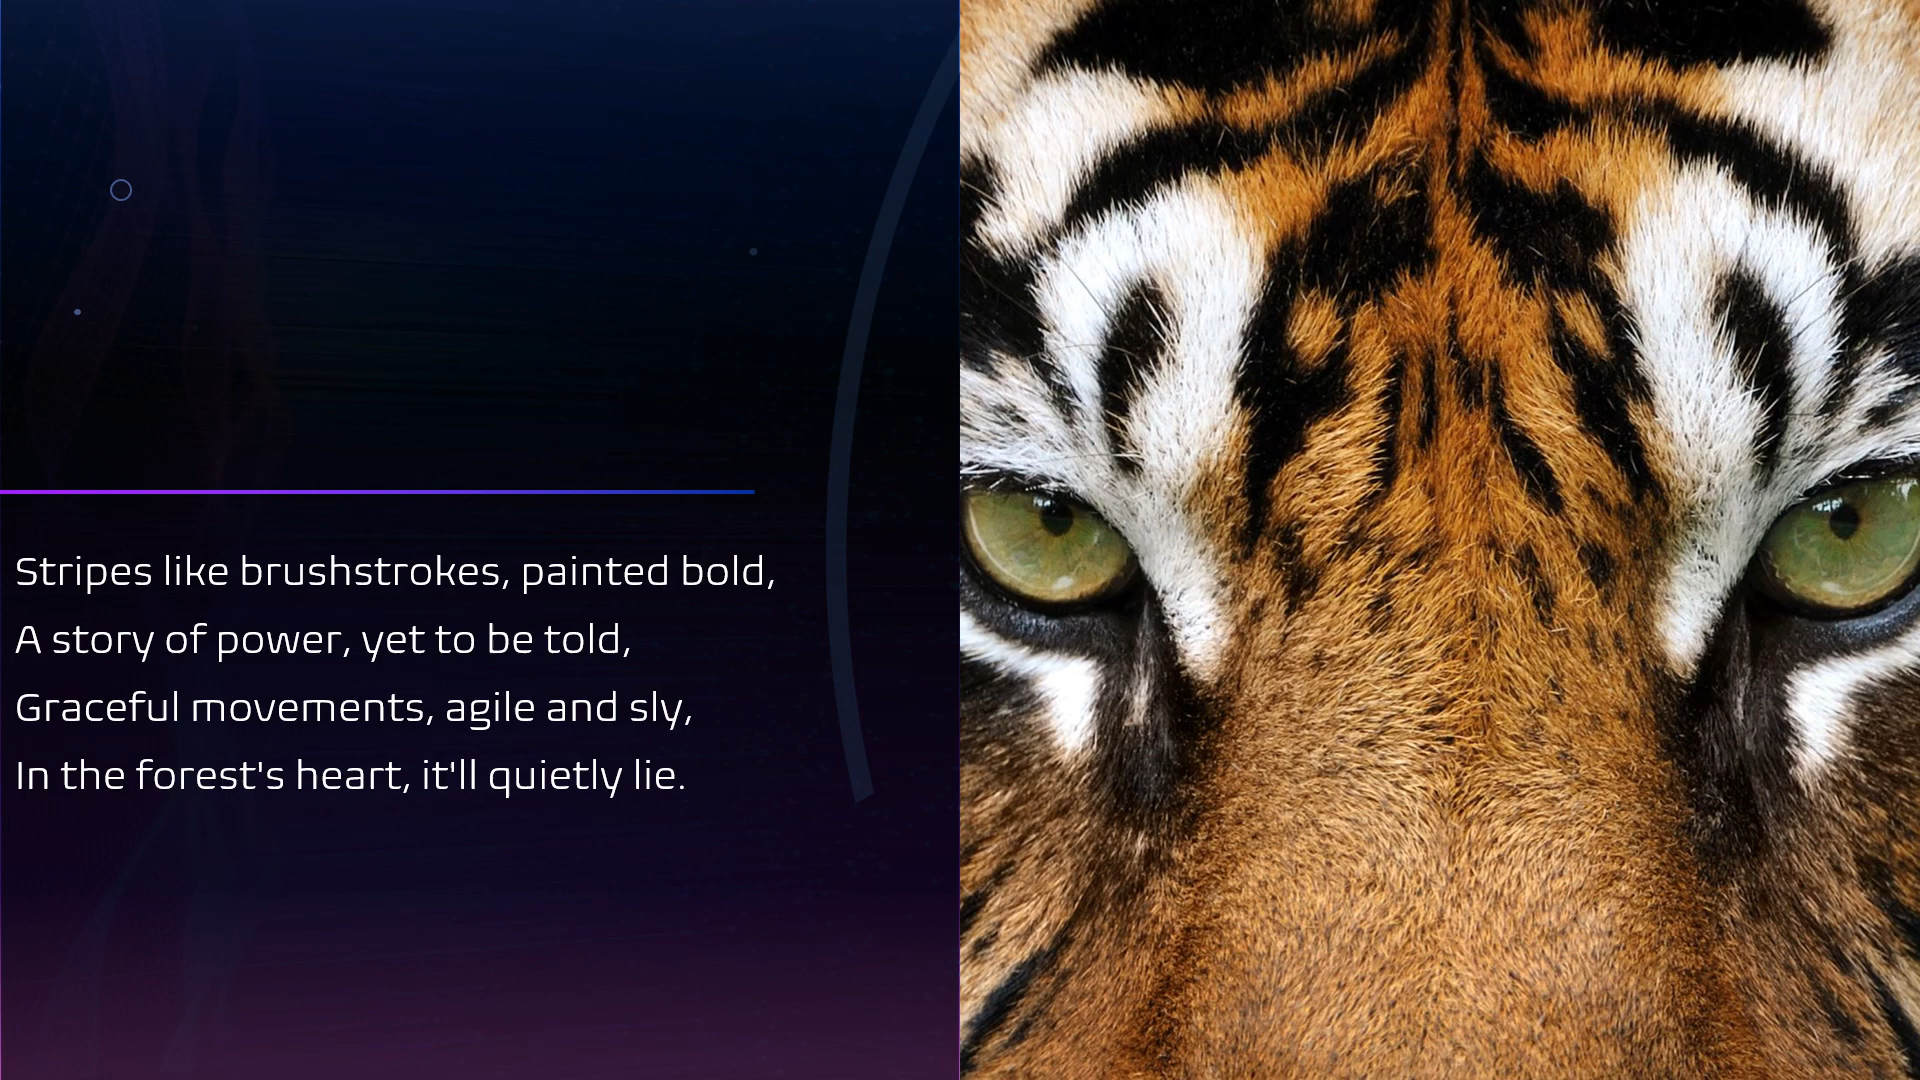 Stripes like brushstrokes, painted bold,
A story of power, yet to be told,
Graceful movements, agile and sly,
In the forest's heart, it'll quietly lie.